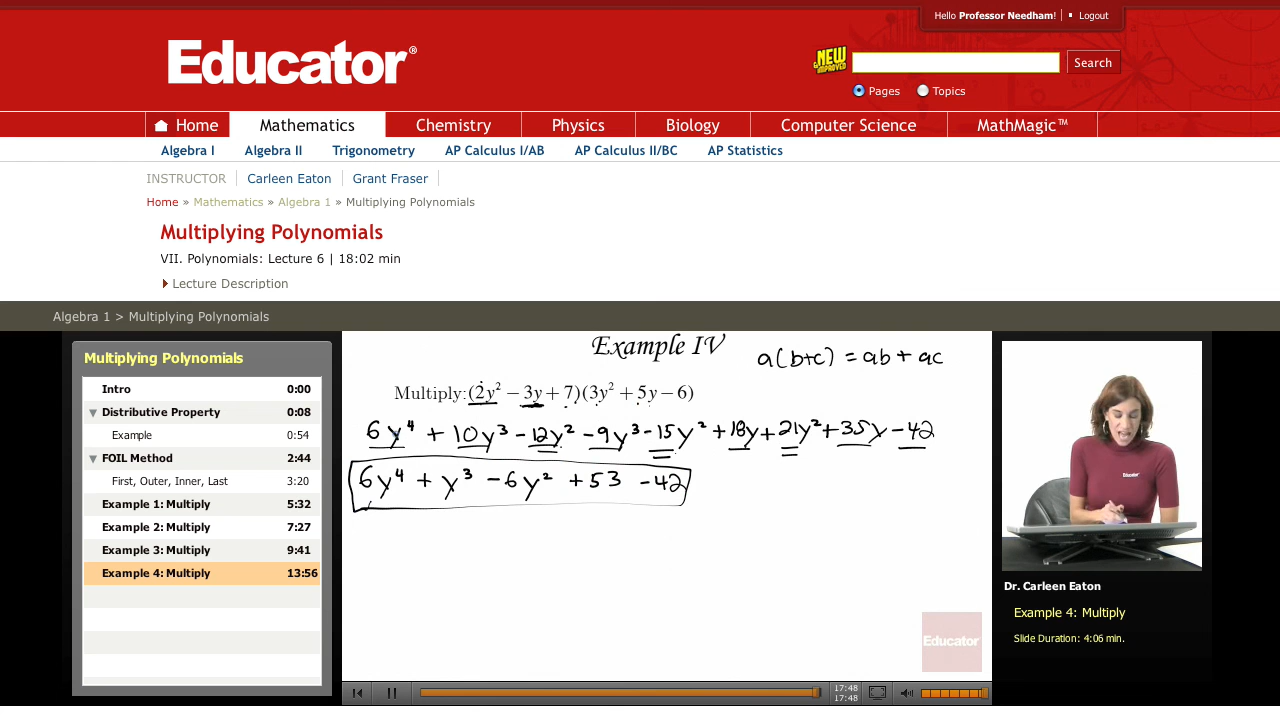 Hello Professor Needham! Logout
Educator®
NEW
& IMPROVED
Search
Pages Topics
Home Mathematics Chemistry Physics Biology Computer Science MathMagic™
Algebra I Algebra II Trigonometry AP Calculus I/AB AP Calculus II/BC AP Statistics
INSTRUCTOR Carleen Eaton Grant Fraser
Home » Mathematics » Algebra 1 » Multiplying Polynomials
Multiplying Polynomials
VII. Polynomials: Lecture 6 | 18:02 min
Lecture Description
Algebra 1 > Multiplying Polynomials
Multiplying Polynomials
Intro 0:00
Distributive Property 0:08
Example 0:54
FOIL Method 2:44
First, Outer, Inner, Last 3:20
Example 1: Multiply 5:32
Example 2: Multiply 7:27
Example 3: Multiply 9:41
Example 4: Multiply 13:56
Example IV
a(b+c) = ab + ac
Multiply: (2y² − 3y + 7)(3y² + 5y − 6)
6y⁴ + 10y³ − 12y² − 9y³ − 15y² + 18y + 21y² + 35y − 42
6y⁴ + y³ − 6y² + 53 − 42
Educator
17:48
17:48
Educator
Dr. Carleen Eaton
Example 4: Multiply
Slide Duration: 4:06 min.